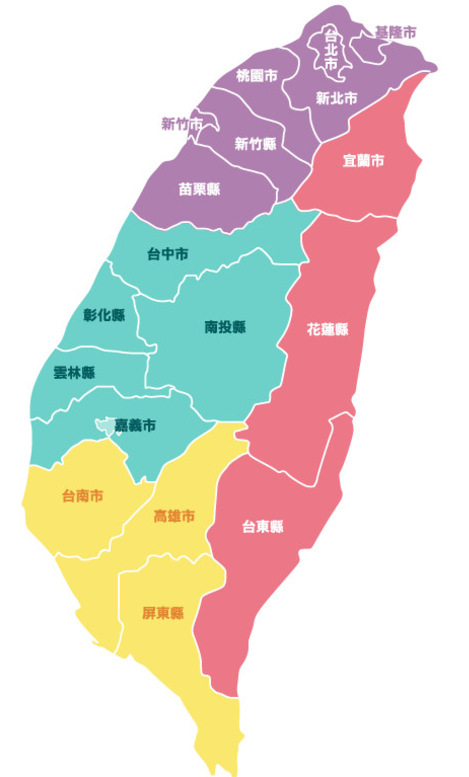 基隆市
台北市
桃園市
新北市
新竹市
新竹縣
宜蘭市
苗栗縣
台中市
彰化縣
南投縣
花蓮縣
雲林縣
嘉義市
台南市
高雄市
台東縣
屏東縣